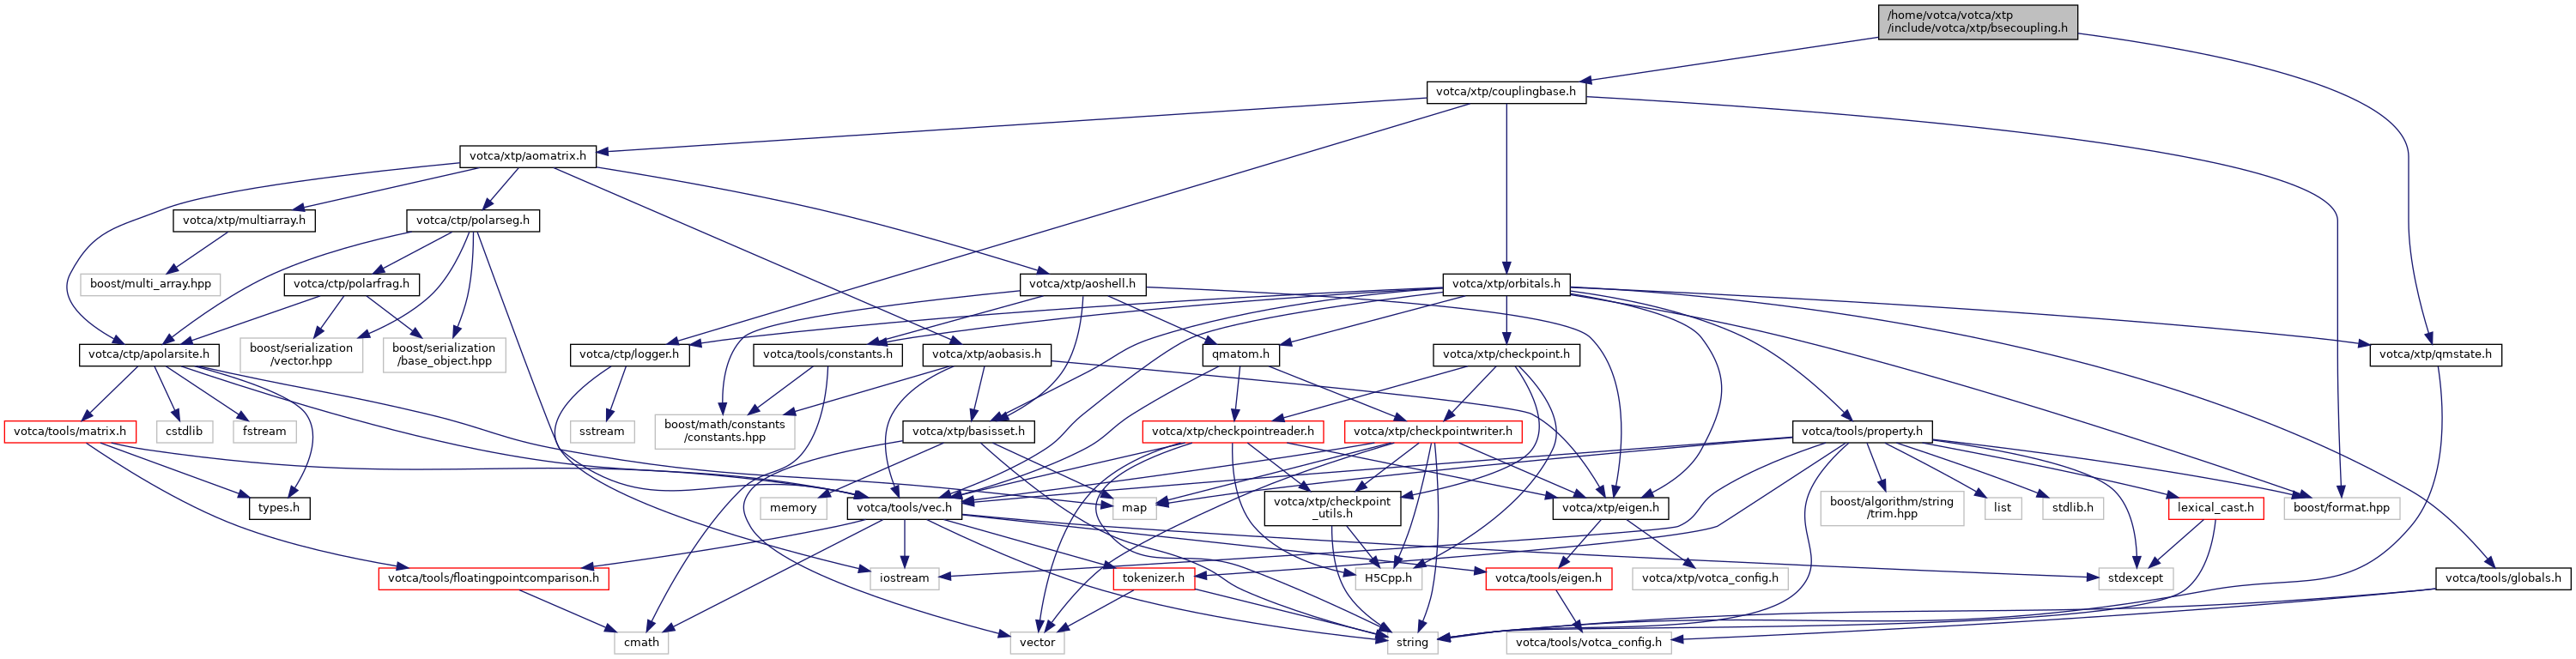 /home/votca/votca/xtp
/include/votca/xtp/bsecoupling.h
votca/xtp/couplingbase.h
votca/xtp/aomatrix.h
votca/xtp/multiarray.h
votca/ctp/polarseg.h
boost/multi_array.hpp
votca/ctp/polarfrag.h
votca/xtp/aoshell.h
votca/xtp/orbitals.h
votca/ctp/apolarsite.h
boost/serialization
/vector.hpp
boost/serialization
/base_object.hpp
votca/ctp/logger.h
votca/tools/constants.h
votca/xtp/aobasis.h
qmatom.h
votca/xtp/checkpoint.h
votca/xtp/qmstate.h
votca/tools/matrix.h
cstdlib
fstream
sstream
boost/math/constants
/constants.hpp
votca/xtp/basisset.h
votca/xtp/checkpointreader.h
votca/xtp/checkpointwriter.h
votca/tools/property.h
types.h
memory
votca/tools/vec.h
map
votca/xtp/checkpoint
_utils.h
votca/xtp/eigen.h
boost/algorithm/string
/trim.hpp
list
stdlib.h
lexical_cast.h
boost/format.hpp
votca/tools/floatingpointcomparison.h
iostream
tokenizer.h
H5Cpp.h
votca/tools/eigen.h
votca/xtp/votca_config.h
stdexcept
votca/tools/globals.h
cmath
vector
string
votca/tools/votca_config.h